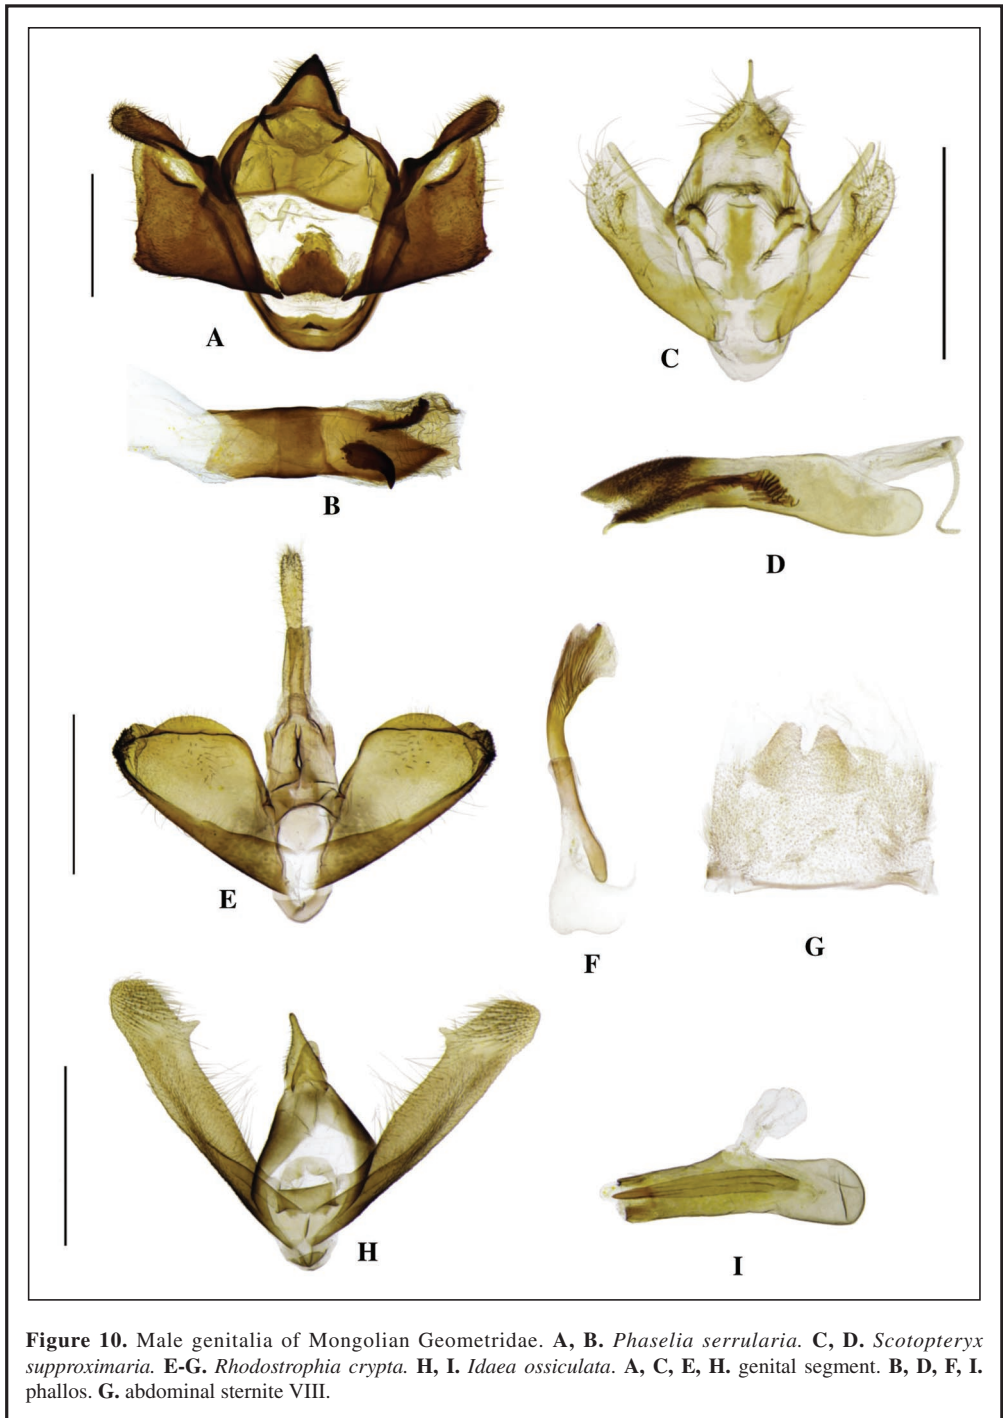 A
C
B
D
E
F
G
H
I
Figure 10. Male genitalia of Mongolian Geometridae. A, B. Phaselia serrularia. C, D. Scotopteryx
supproximaria. E-G. Rhodostrophia crypta. H, I. Idaea ossiculata. A, C, E, H. genital segment. B, D, F, I.
phallos. G. abdominal sternite VIII.